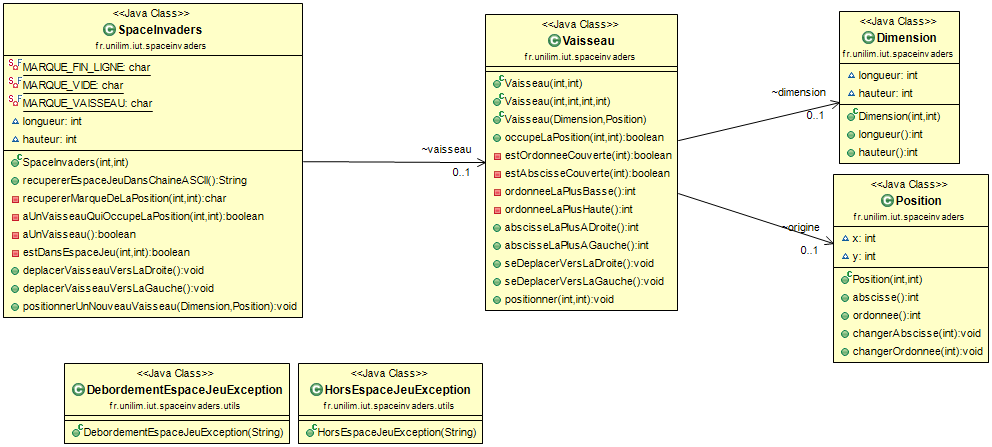 <<Java Class>>
SpaceInvaders
fr.unilim.iut.spaceinvaders
MARQUE_FIN_LIGNE: char
MARQUE_VIDE: char
MARQUE_VAISSEAU: char
longueur: int
hauteur: int
SpaceInvaders(int,int)
recupererEspaceJeuDansChaineASCII():String
recupererMarqueDeLaPosition(int,int):char
aUnVaisseauQuiOccupeLaPosition(int,int):boolean
aUnVaisseau():boolean
estDansEspaceJeu(int,int):boolean
deplacerVaisseauVersLaDroite():void
deplacerVaisseauVersLaGauche():void
positionnerUnNouveauVaisseau(Dimension,Position):void
~vaisseau
0..1
<<Java Class>>
Vaisseau
fr.unilim.iut.spaceinvaders
Vaisseau(int,int)
Vaisseau(int,int,int,int)
Vaisseau(Dimension,Position)
occupeLaPosition(int,int):boolean
estOrdonneeCouverte(int):boolean
estAbscisseCouverte(int):boolean
ordonneeLaPlusBasse():int
ordonneeLaPlusHaute():int
abscisseLaPlusADroite():int
abscisseLaPlusAGauche():int
seDeplacerVersLaDroite():void
seDeplacerVersLaGauche():void
positionner(int,int):void
~dimension
0..1
<<Java Class>>
Dimension
fr.unilim.iut.spaceinvaders
longueur: int
hauteur: int
Dimension(int,int)
longueur():int
hauteur():int
~origine
0..1
<<Java Class>>
Position
fr.unilim.iut.spaceinvaders
x: int
y: int
Position(int,int)
abscisse():int
ordonnee():int
changerAbscisse(int):void
changerOrdonnee(int):void
<<Java Class>>
DebordementEspaceJeuException
fr.unilim.iut.spaceinvaders.utils
DebordementEspaceJeuException(String)
<<Java Class>>
HorsEspaceJeuException
fr.unilim.iut.spaceinvaders.utils
HorsEspaceJeuException(String)